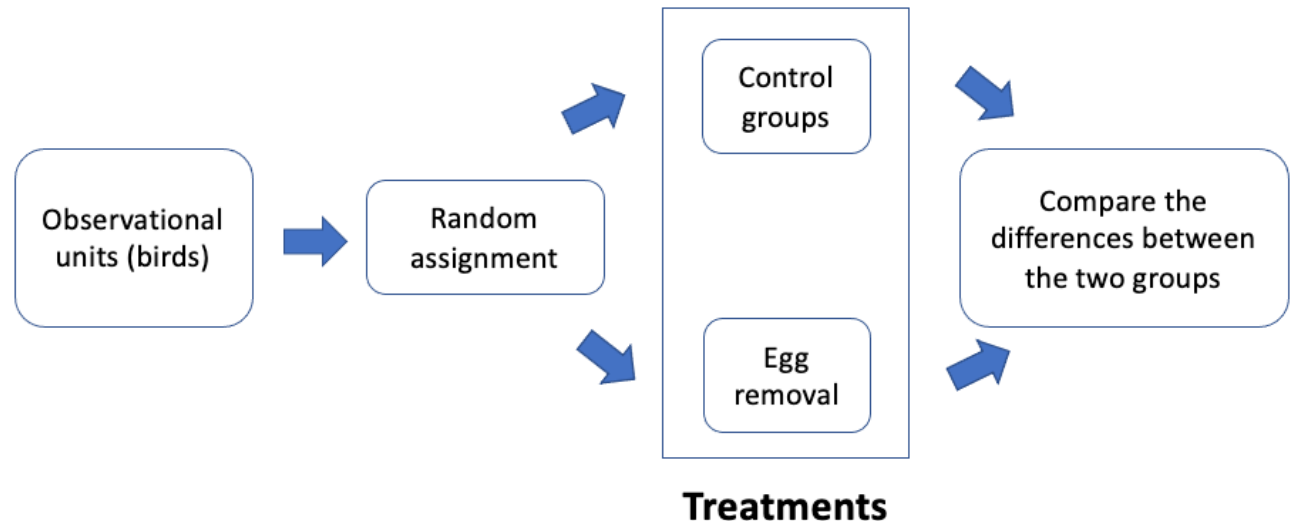 Observational
units (birds)
Random
assignment
Control
groups
Egg
removal
Treatments
Compare the
differences between
the two groups